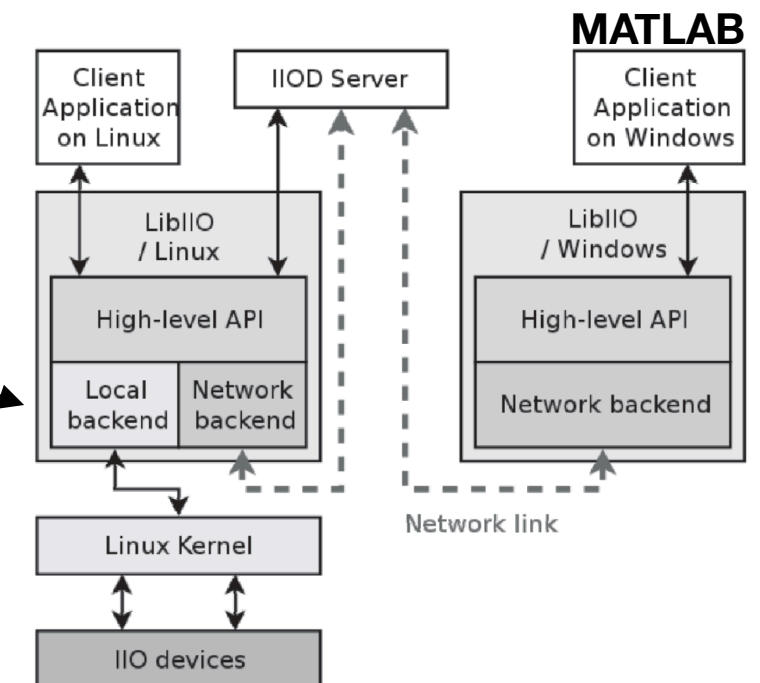 MATLAB
Client
Application
on Linux
IIOD Server
Client
Application
on Windows
LibIIO
/ Linux
LibIIO
/ Windows
High-level API
High-level API
Local
backend
Network
backend
Network backend
Network link
Linux Kernel
IIO devices